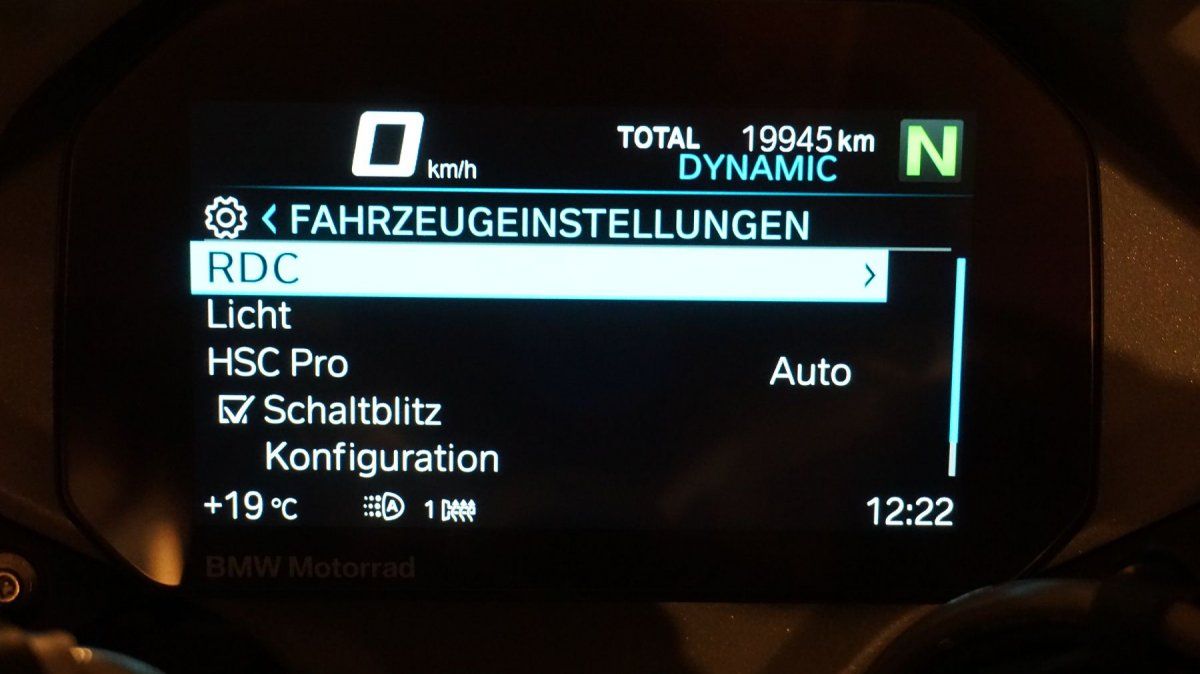 0 km/h TOTAL 19945 km N
DYNAMIC
FAHRZEUGEINSTELLUNGEN
RDC
Licht
HSC Pro Auto
Schaltblitz
Konfiguration
+19 °C A 1 12:22
BMW Motorrad